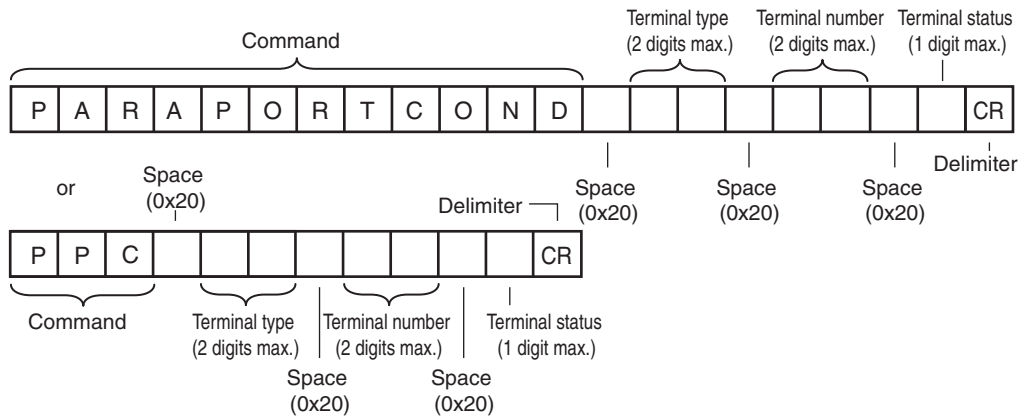 Command
Terminal type
(2 digits max.)
Terminal number
(2 digits max.)
Terminal status
(1 digit max.)
P A R A P O R T C O N D CR
Space
(0x20)
Space
(0x20)
Space
(0x20)
Delimiter
or
Space
(0x20)
Delimiter
P P C CR
Command
Terminal type
(2 digits max.)
Terminal number
(2 digits max.)
Terminal status
(1 digit max.)
Space
(0x20)
Space
(0x20)